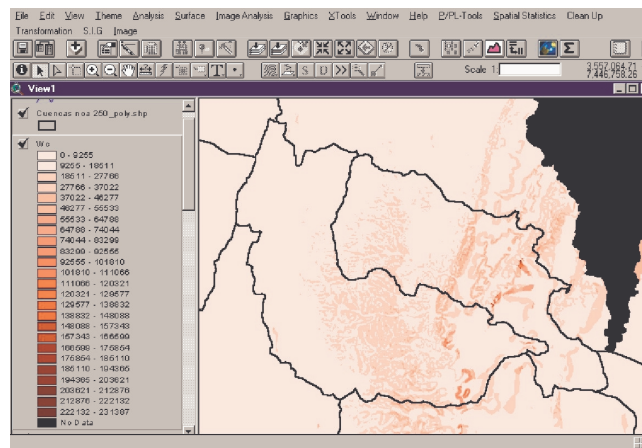 File Edit View Theme Analysis Surface Image Analysis Graphics XTools Window Help P/PL-Tools Spatial Statistics Clean Up
Transformation S.I.G Image
Scale 1:
3,557,064.71
7,446,758.26
View1
Cuencas noa 250_poly.shp
Wc
0 - 9255
9255 - 18511
18511 - 27766
27766 - 37022
37022 - 46277
46277 - 55533
55533 - 64788
64788 - 74044
74044 - 83299
83299 - 92555
92555 - 101810
101810 - 111066
111066 - 120321
120321 - 129577
129577 - 138832
138832 - 148088
148088 - 157343
157343 - 166599
166599 - 175854
175854 - 185110
185110 - 194365
194365 - 203621
203621 - 212876
212876 - 222132
222132 - 231387
No Data